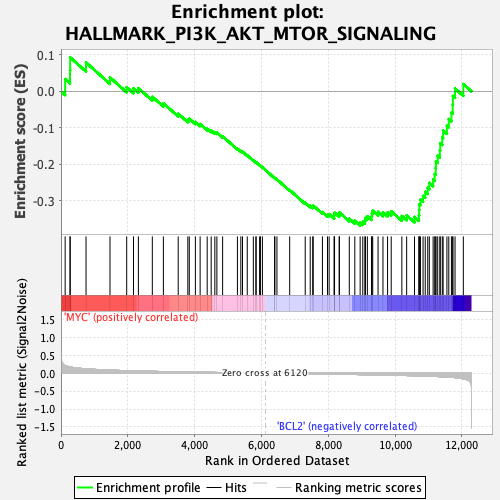 Enrichment plot:
HALLMARK_PI3K_AKT_MTOR_SIGNALING
Enrichment score (ES)
0.1
0.0
-0.1
-0.2
-0.3
'MYC' (positively correlated)
Ranked list metric (Signal2Noise)
1.5
1.0
0.5
0.0
-0.5
-1.0
-1.5
Zero cross at 6120
'BCL2' (negatively correlated)
0
2,000
4,000
6,000
8,000
10,000
12,000
Rank in Ordered Dataset
Enrichment profile
Hits
Ranking metric scores